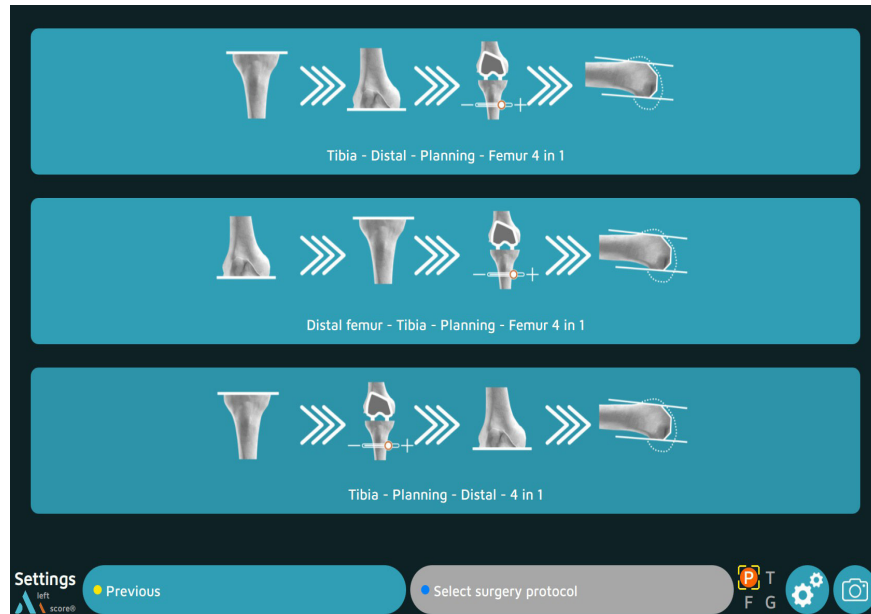 Tibia - Distal - Planning - Femur 4 in 1
Distal femur - Tibia - Planning - Femur 4 in 1
Tibia - Planning - Distal - 4 in 1
Settings
left
score®
Previous
Select surgery protocol
P T
F G